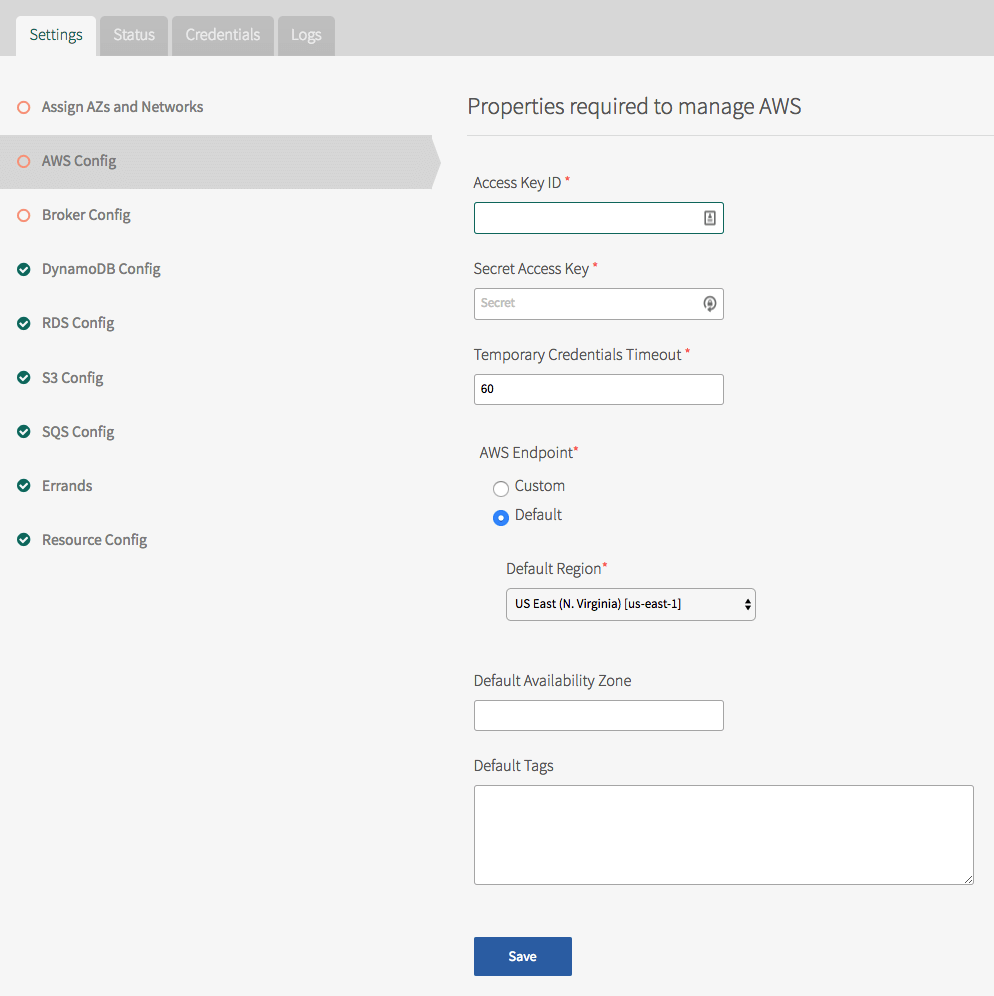 Settings
Status
Credentials
Logs
Assign AZs and Networks
AWS Config
Broker Config
DynamoDB Config
RDS Config
S3 Config
SQS Config
Errands
Resource Config
Properties required to manage AWS
Access Key ID *
Secret Access Key *
Secret
Temporary Credentials Timeout *
60
AWS Endpoint*
Custom
Default
Default Region*
US East (N. Virginia) [us-east-1]
Default Availability Zone
Default Tags
Save